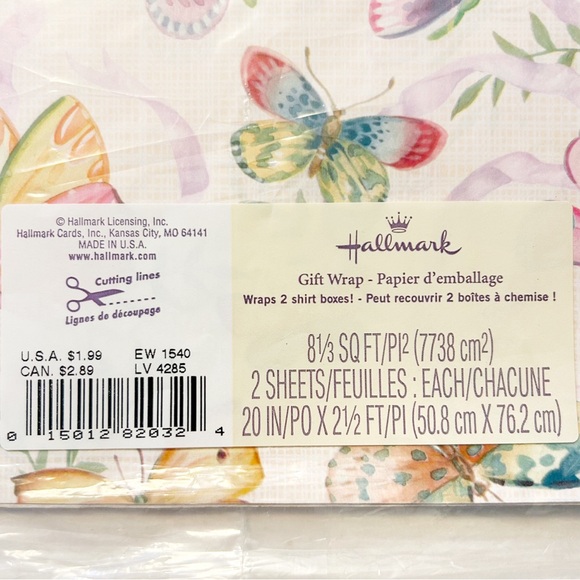 © Hallmark Licensing, Inc.
Hallmark Cards, Inc., Kansas City, MO 64141
MADE IN U.S.A.
www.hallmark.com
Cutting lines
Lignes de découpage
U.S.A. $1.99 EW 1540
CAN. $2.89 LV 4285
0 15012 82032 4
Hallmark
Gift Wrap - Papier d'emballage
Wraps 2 shirt boxes! - Peut recouvrir 2 boîtes à chemise !
8⅓ SQ FT/PI² (7738 cm²)
2 SHEETS/FEUILLES : EACH/CHACUNE
20 IN/PO X 2½ FT/PI (50.8 cm X 76.2 cm)